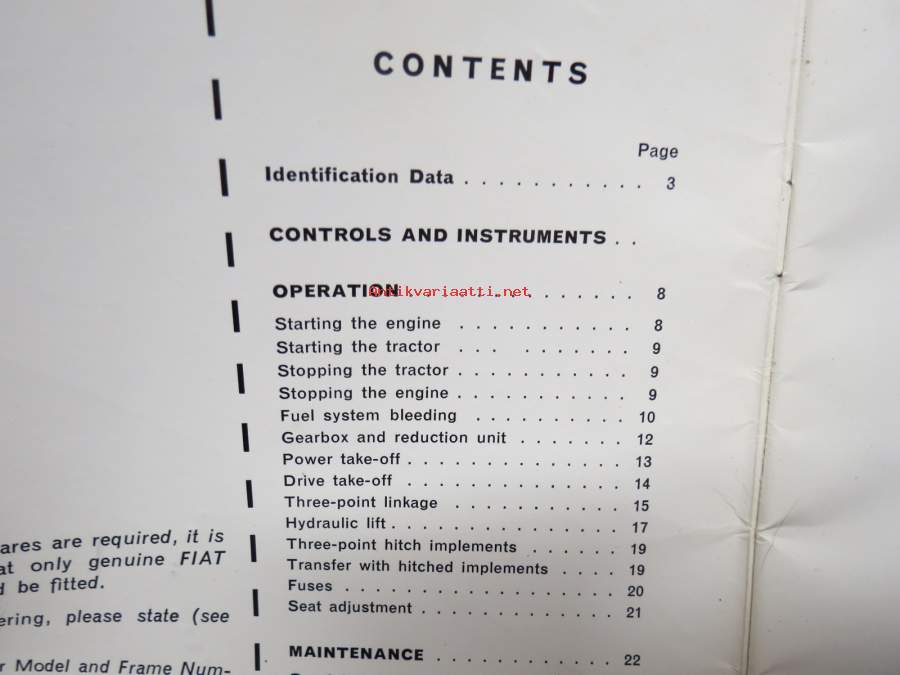 CONTENTS
Page
Identification Data . . . . . . . . . . . 3
CONTROLS AND INSTRUMENTS . .
OPERATION . . . . . . . . 8
Antikvariaatti.net
Starting the engine . . . . . . . . . . . 8
Starting the tractor . . . . . . . . . . 9
Stopping the tractor . . . . . . . . . . . 9
Stopping the engine . . . . . . . . . . . 9
Fuel system bleeding . . . . . . . . . . 10
Gearbox and reduction unit . . . . . . . 12
Power take-off . . . . . . . . . . . . . . 13
Drive take-off . . . . . . . . . . . . . . 14
Three-point linkage . . . . . . . . . . . 15
Hydraulic lift . . . . . . . . . . . . . . . 17
Three-point hitch implements . . . . . . 19
Transfer with hitched implements . . . . 19
Fuses . . . . . . . . . . . . . . . . . . 20
Seat adjustment . . . . . . . . . . . . . 21
MAINTENANCE . . . . . . . . . . . . 22
ares are required, it is
at only genuine FIAT
d be fitted.
ering, please state (see
r Model and Frame Num-